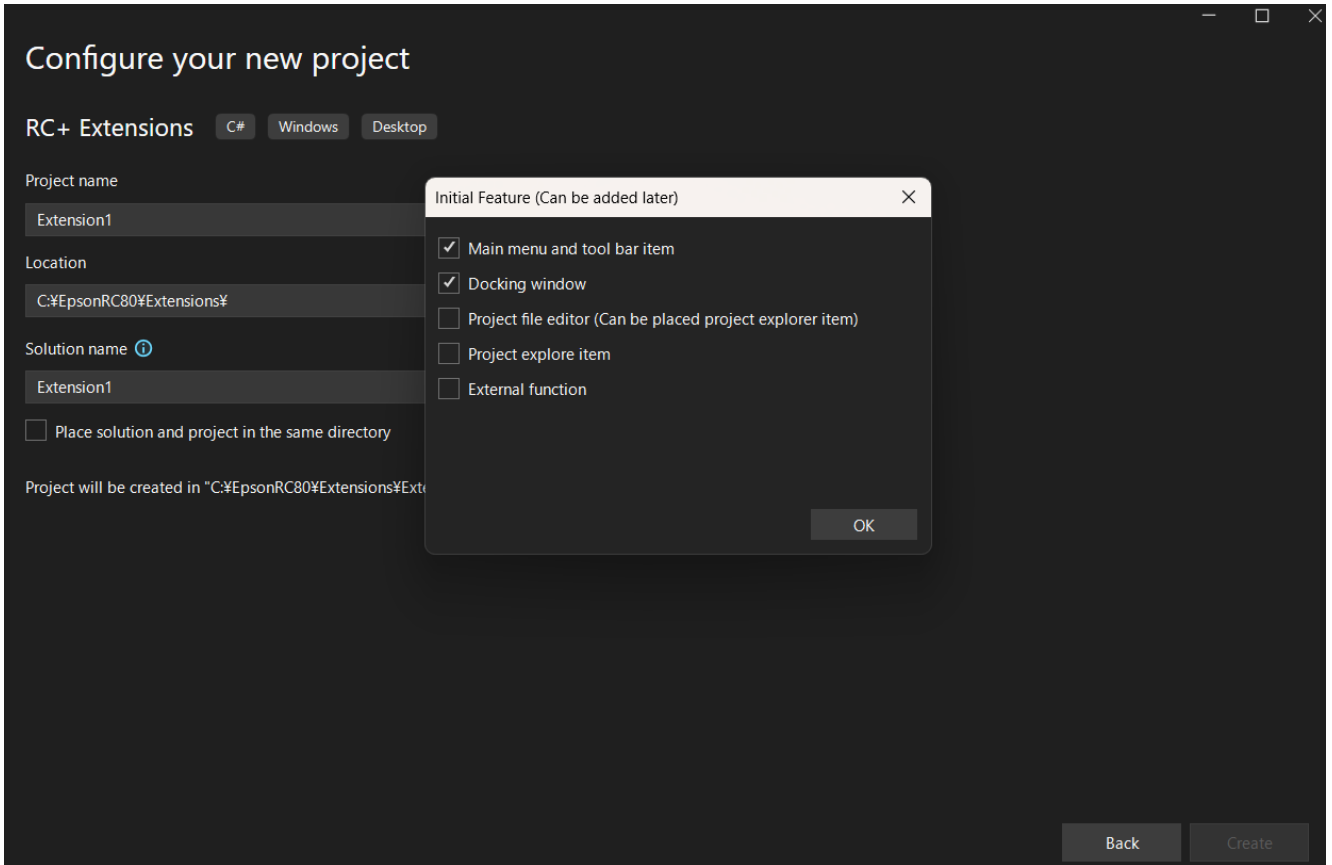 Configure your new project
RC+ Extensions C# Windows Desktop
Project name
Extension1
Location
C:¥EpsonRC80¥Extensions¥
Solution name
Extension1
Place solution and project in the same directory
Project will be created in "C:¥EpsonRC80¥Extensions¥Exte
Initial Feature (Can be added later)
Main menu and tool bar item
Docking window
Project file editor (Can be placed project explorer item)
Project explore item
External function
OK
Back Create